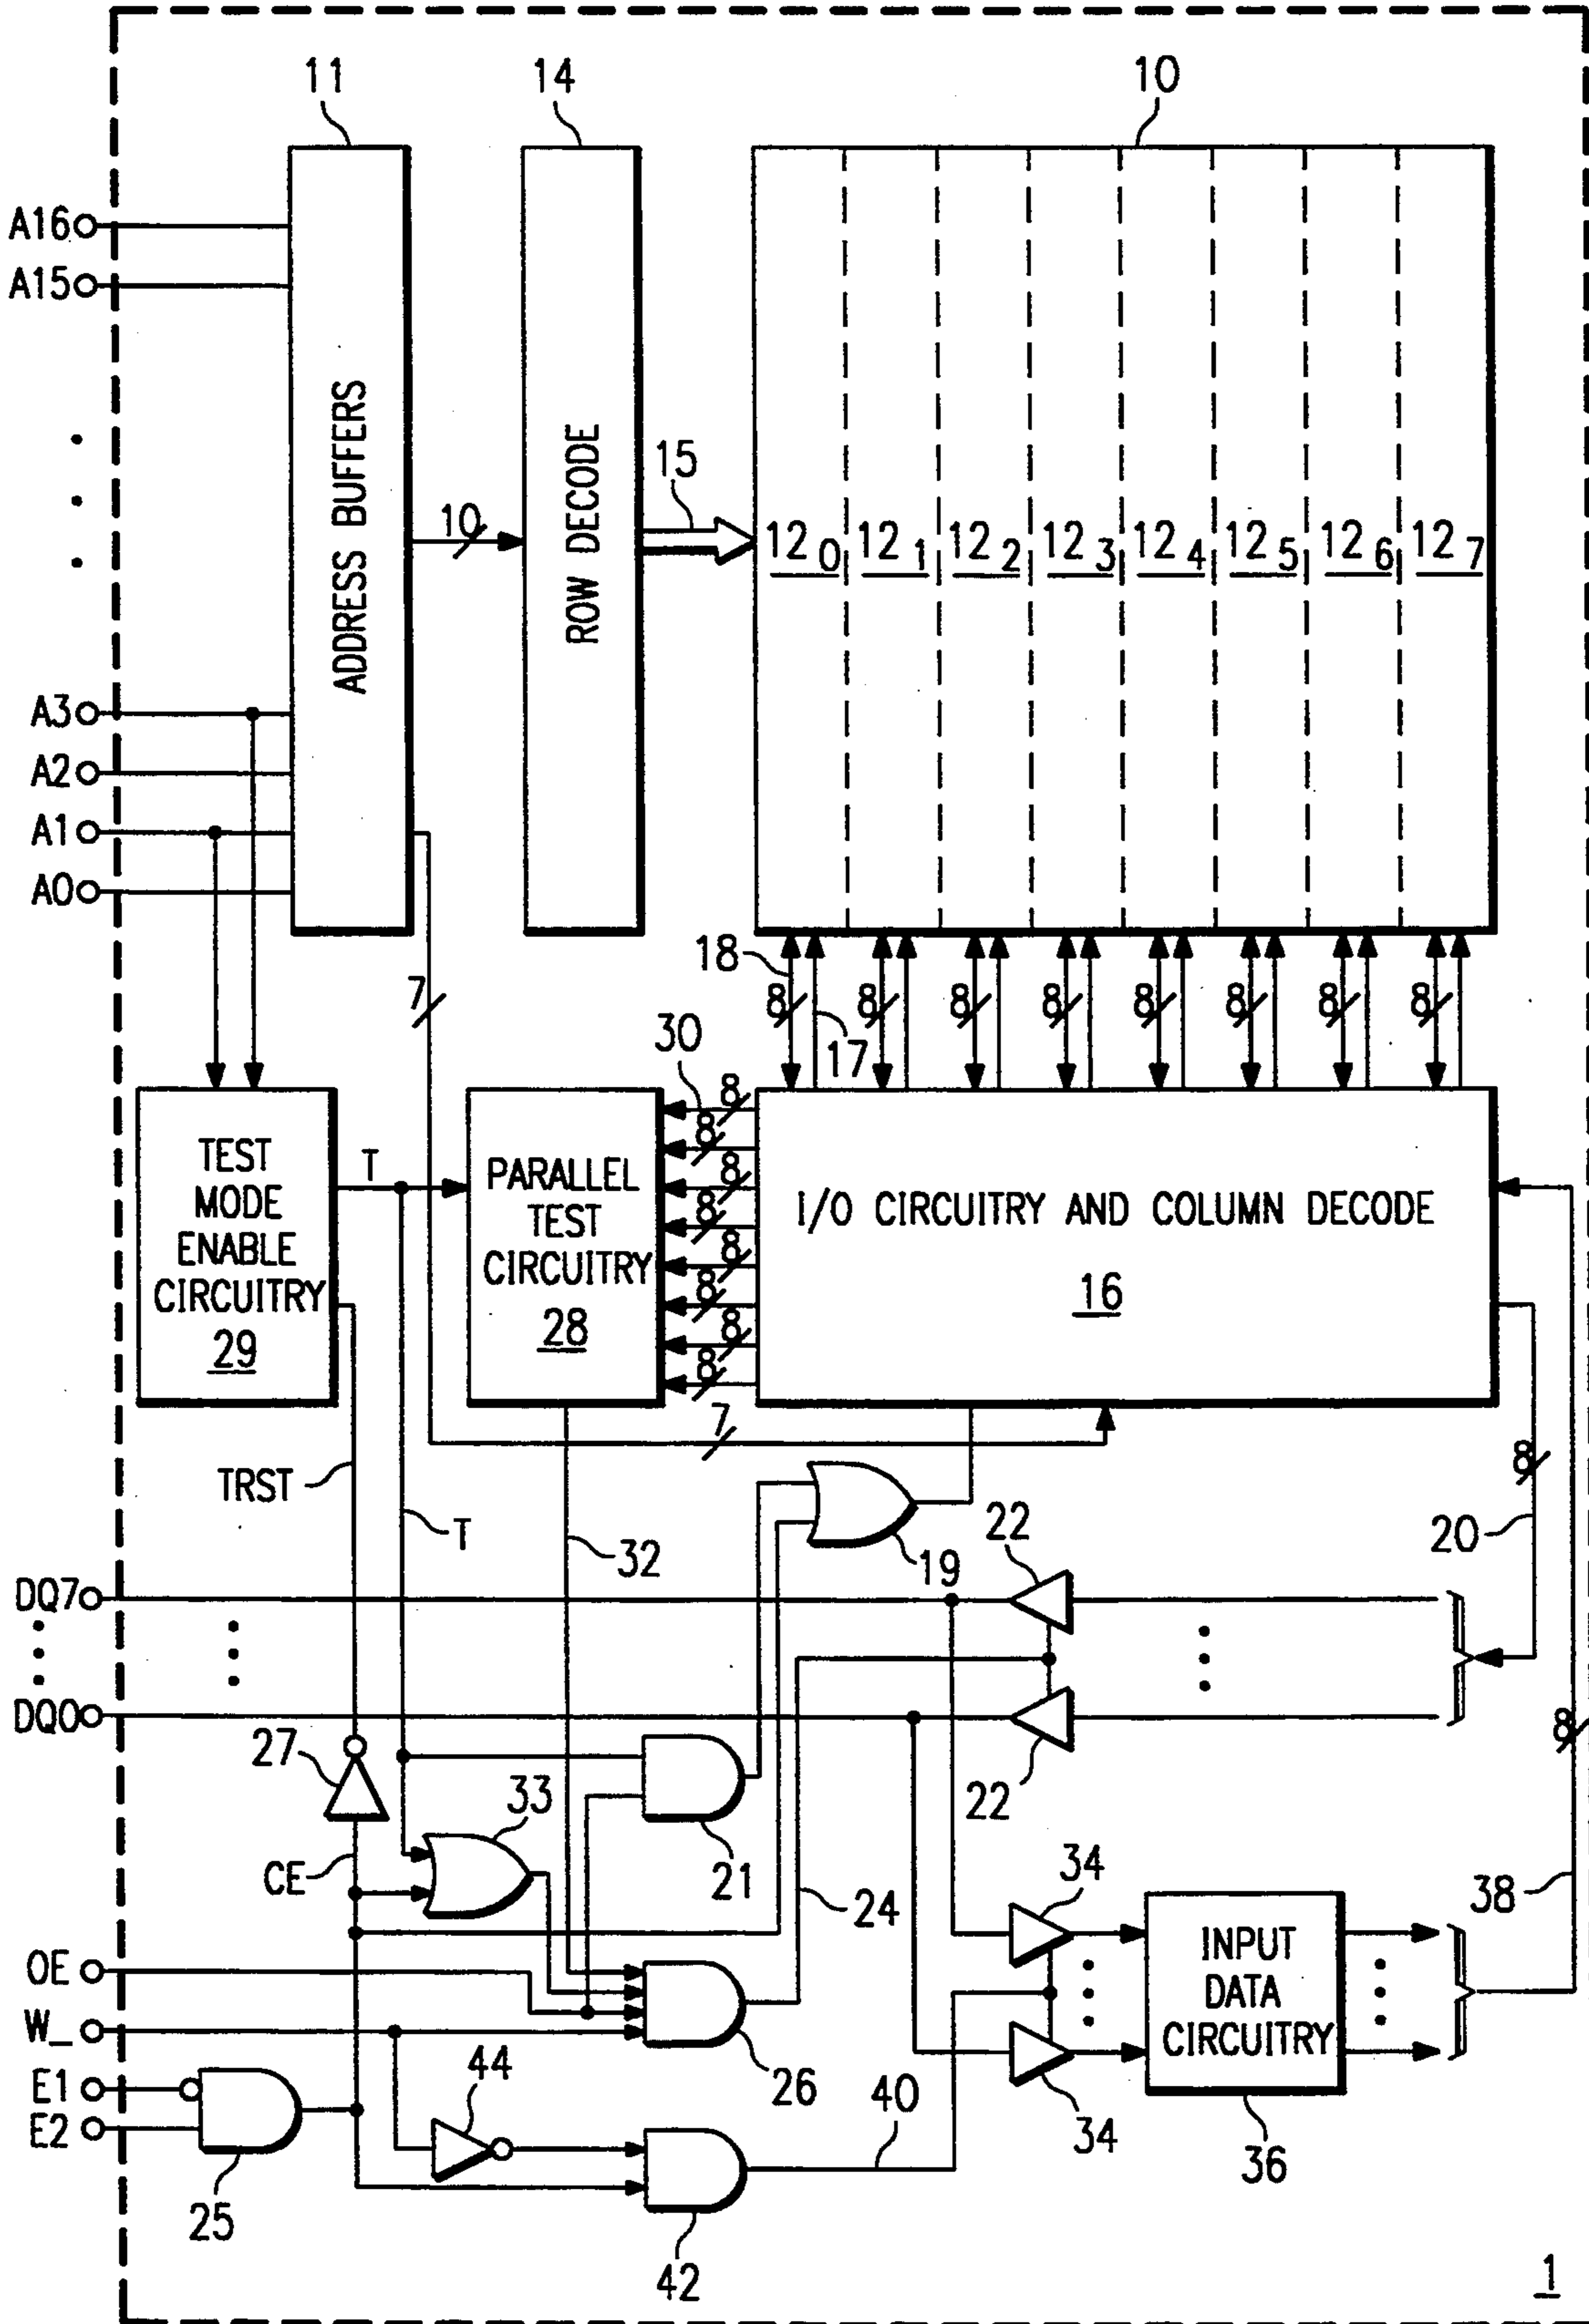 11
14
10
A16
A15
ADDRESS BUFFERS
ROW DECODE
10
15
12 0
12 1
12 2
12 3
12 4
12 5
12 6
12 7
A3
A2
A1
A0
18
8
8
8
8
8
8
8
8
7
17
30
TEST
MODE
ENABLE
CIRCUITRY
29
T
PARALLEL
TEST
CIRCUITRY
28
8
8
8
8
8
8
8
8
I/O CIRCUITRY AND COLUMN DECODE
16
7
TRST
T
32
19
22
8
20
DQ7
DQ0
27
33
21
22
8
CE
24
34
38
OE
W_
E1
E2
INPUT
DATA
CIRCUITRY
44
26
40
34
36
25
42
1